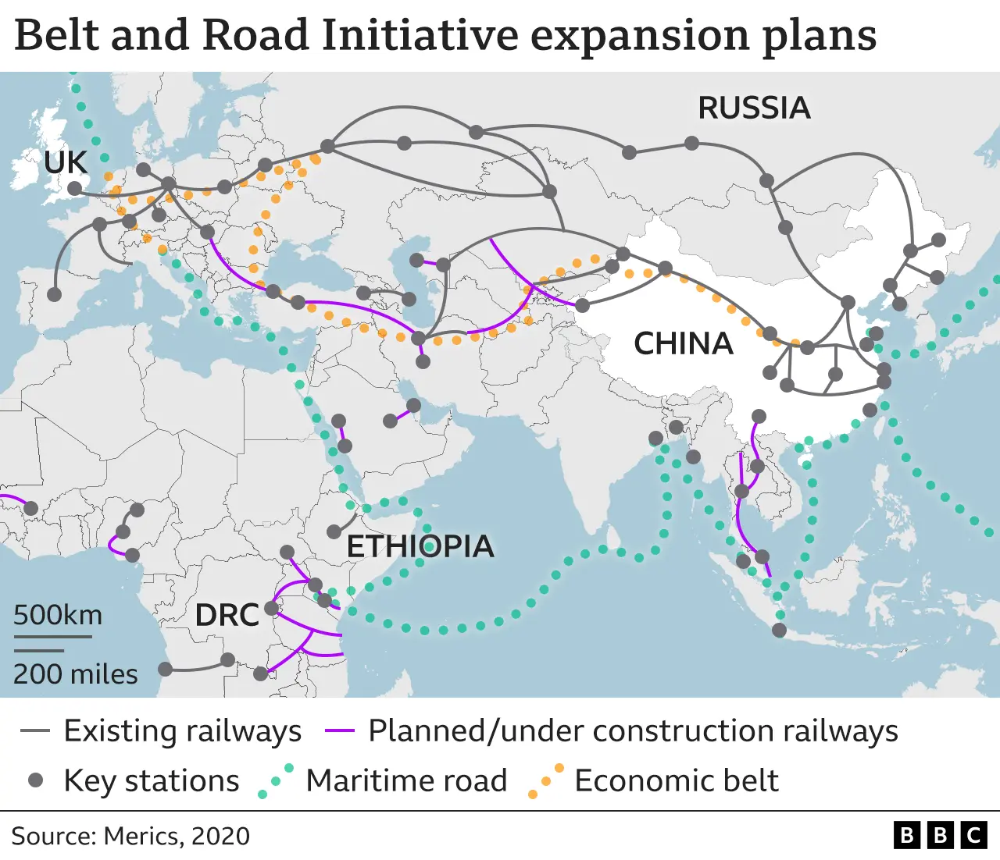 Belt and Road Initiative expansion plans
RUSSIA
UK
CHINA
ETHIOPIA
DRC
500km
200 miles
Existing railways
Planned/under construction railways
Key stations
Maritime road
Economic belt
Source: Merics, 2020
BBC